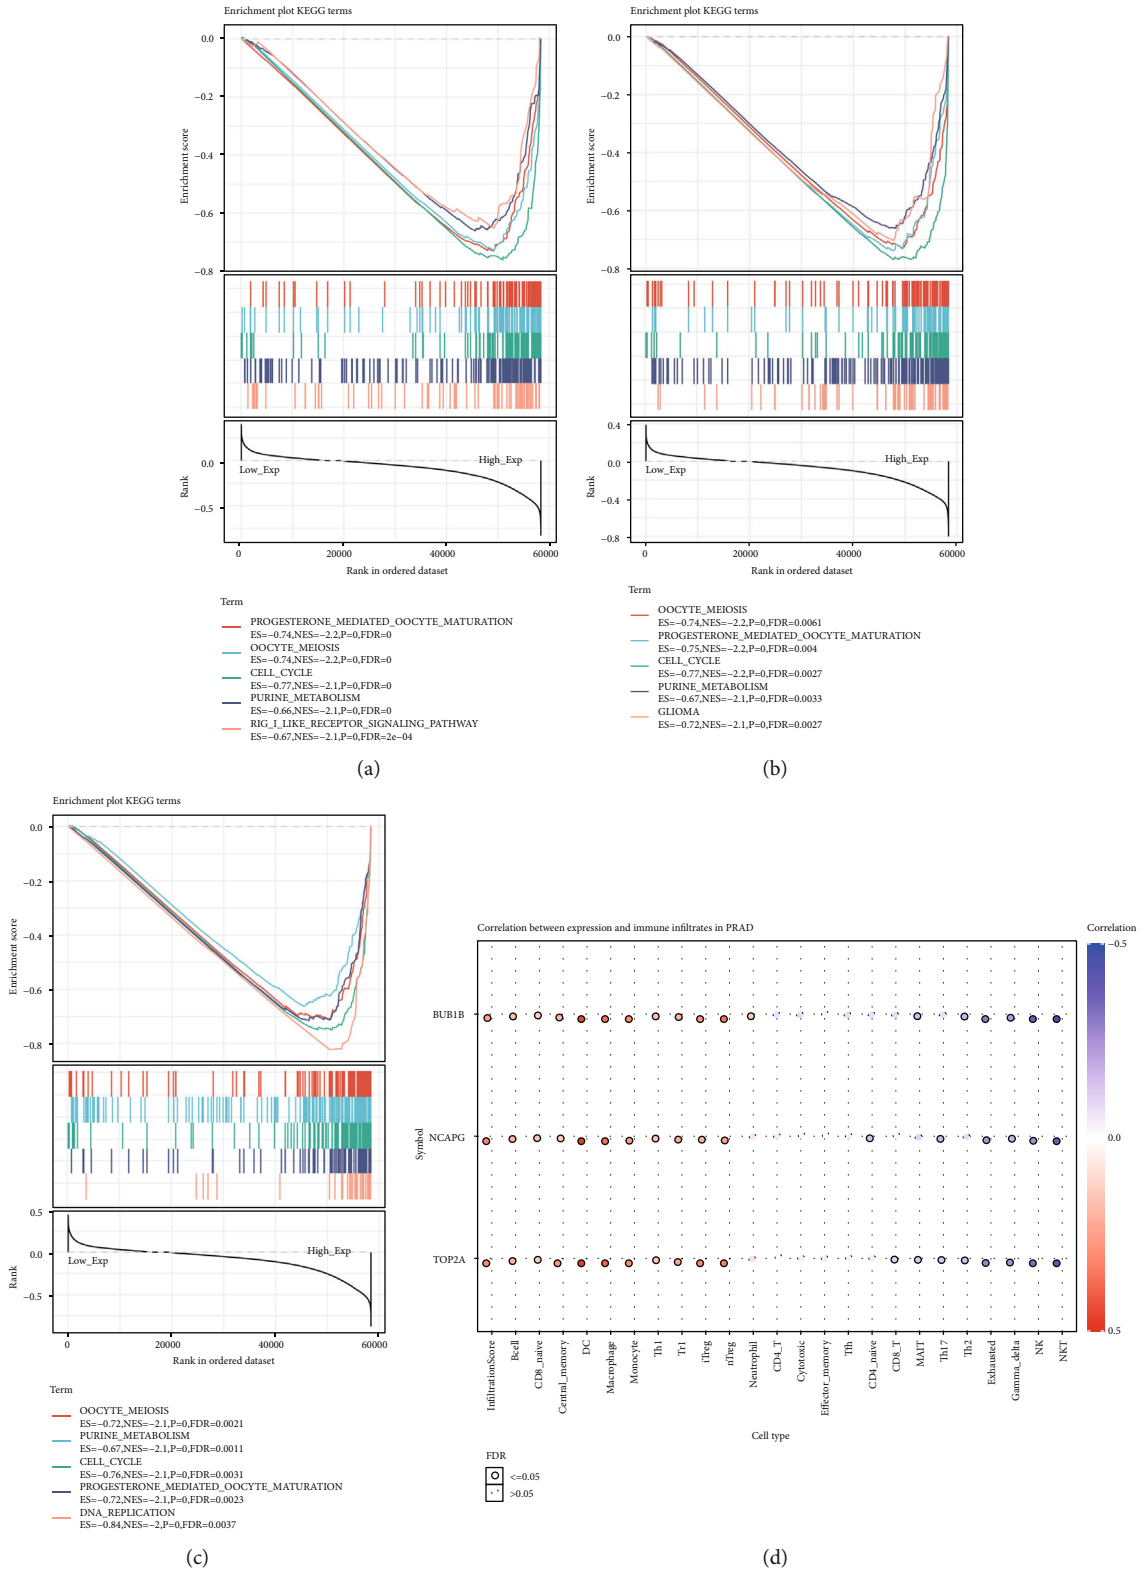 Enrichment plot KEGG terms
0.0
−0.2
−0.4
−0.6
−0.8
Enrichment score
0.0
−0.5
Rank
Low_Exp
High_Exp
0
20000
40000
60000
Rank in ordered dataset
Term
PROGESTERONE_MEDIATED_OOCYTE_MATURATION
ES=−0.74,NES=−2.2,P=0,FDR=0
OOCYTE_MEIOSIS
ES=−0.74,NES=−2.2,P=0,FDR=0
CELL_CYCLE
ES=−0.77,NES=−2.1,P=0,FDR=0
PURINE_METABOLISM
ES=−0.66,NES=−2.1,P=0,FDR=0
RIG_I_LIKE_RECEPTOR_SIGNALING_PATHWAY
ES=−0.67,NES=−2.1,P=0,FDR=2e−04
(a)
Enrichment plot KEGG terms
0.0
−0.2
−0.4
−0.6
−0.8
Enrichment score
0.4
0.0
−0.4
−0.8
Rank
Low_Exp
High_Exp
0
20000
40000
60000
Rank in ordered dataset
Term
OOCYTE_MEIOSIS
ES=−0.74,NES=−2.2,P=0,FDR=0.0061
PROGESTERONE_MEDIATED_OOCYTE_MATURATION
ES=−0.75,NES=−2.2,P=0,FDR=0.004
CELL_CYCLE
ES=−0.77,NES=−2.2,P=0,FDR=0.0027
PURINE_METABOLISM
ES=−0.67,NES=−2.1,P=0,FDR=0.0033
GLIOMA
ES=−0.72,NES=−2.1,P=0,FDR=0.0027
(b)
Enrichment plot KEGG terms
0.0
−0.2
−0.4
−0.6
−0.8
Enrichment score
0.5
0.0
−0.5
Rank
Low_Exp
High_Exp
0
20000
40000
60000
Rank in ordered dataset
Term
OOCYTE_MEIOSIS
ES=−0.72,NES=−2.1,P=0,FDR=0.0021
PURINE_METABOLISM
ES=−0.67,NES=−2.1,P=0,FDR=0.0011
CELL_CYCLE
ES=−0.76,NES=−2.1,P=0,FDR=0.0031
PROGESTERONE_MEDIATED_OOCYTE_MATURATION
ES=−0.72,NES=−2.1,P=0,FDR=0.0023
DNA_REPLICATION
ES=−0.84,NES=−2,P=0,FDR=0.0037
(c)
Correlation between expression and immune infiltrates in PRAD
BUB1B
NCAPG
TOP2A
Symbol
InfiltrationScore
Bcell
CD8_naive
Central_memory
DC
Macrophage
Monocyte
Th1
Tr1
iTreg
nTreg
Neutrophil
CD4_T
Cytotoxic
Effector_memory
Tfh
CD4_naive
CD8_T
MAIT
Th17
Th2
Exhausted
Gamma_delta
NK
NKT
Cell type
Correlation
−0.5
0.0
0.5
FDR
<=0.05
>0.05
(d)